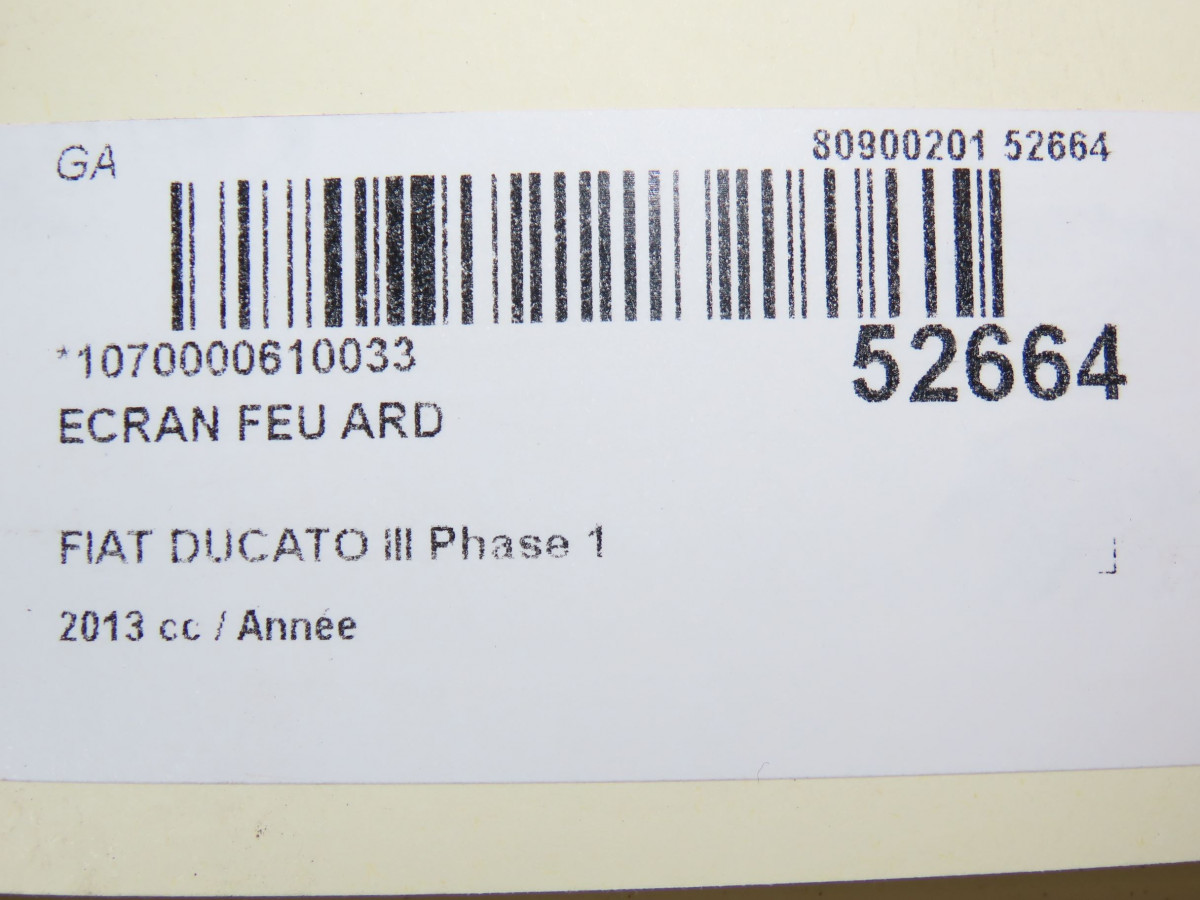 GA
80900201 52664
*1070000610033
52664
ECRAN FEU ARD
FIAT DUCATO III Phase 1
2013 cc / Année